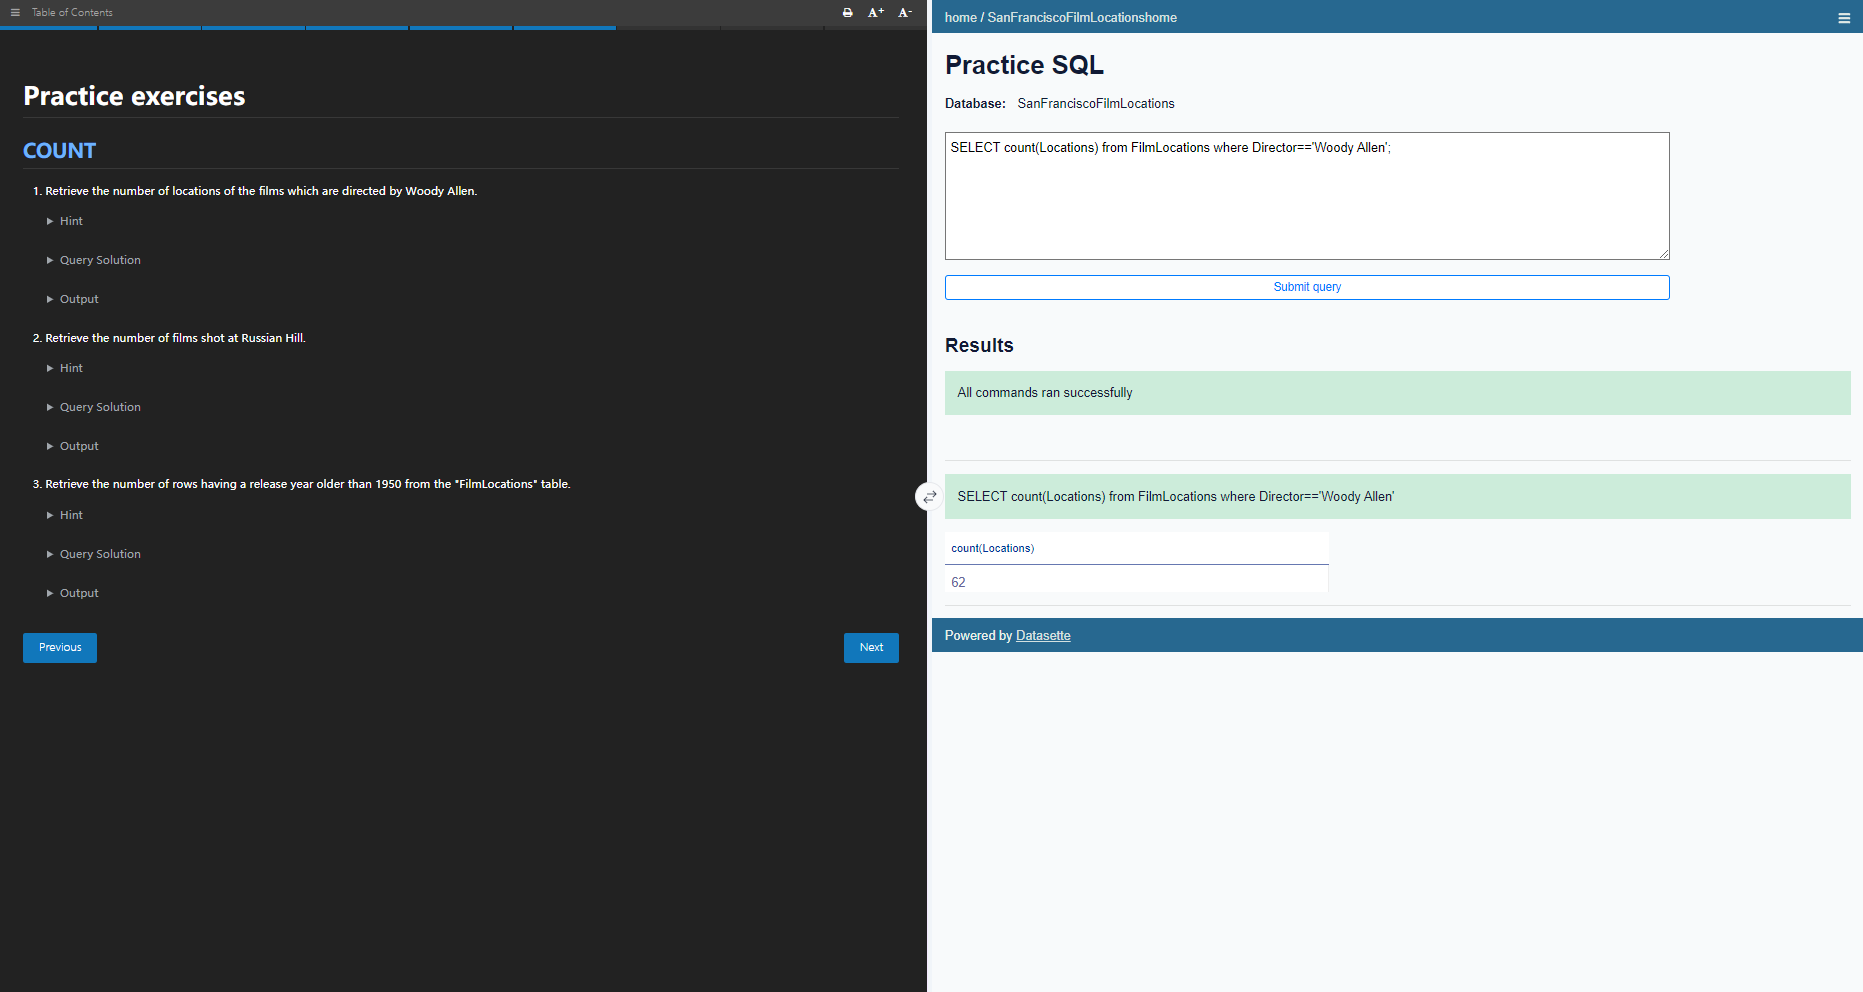 Table of Contents
A+ A-
Practice exercises
COUNT
1. Retrieve the number of locations of the films which are directed by Woody Allen.
Hint
Query Solution
Output
2. Retrieve the number of films shot at Russian Hill.
Hint
Query Solution
Output
3. Retrieve the number of rows having a release year older than 1950 from the "FilmLocations" table.
Hint
Query Solution
Output
Previous
Next
home / SanFranciscoFilmLocationshome
Practice SQL
Database: SanFranciscoFilmLocations
SELECT count(Locations) from FilmLocations where Director=='Woody Allen';
Submit query
Results
All commands ran successfully
SELECT count(Locations) from FilmLocations where Director=='Woody Allen'
count(Locations)
62
Powered by Datasette